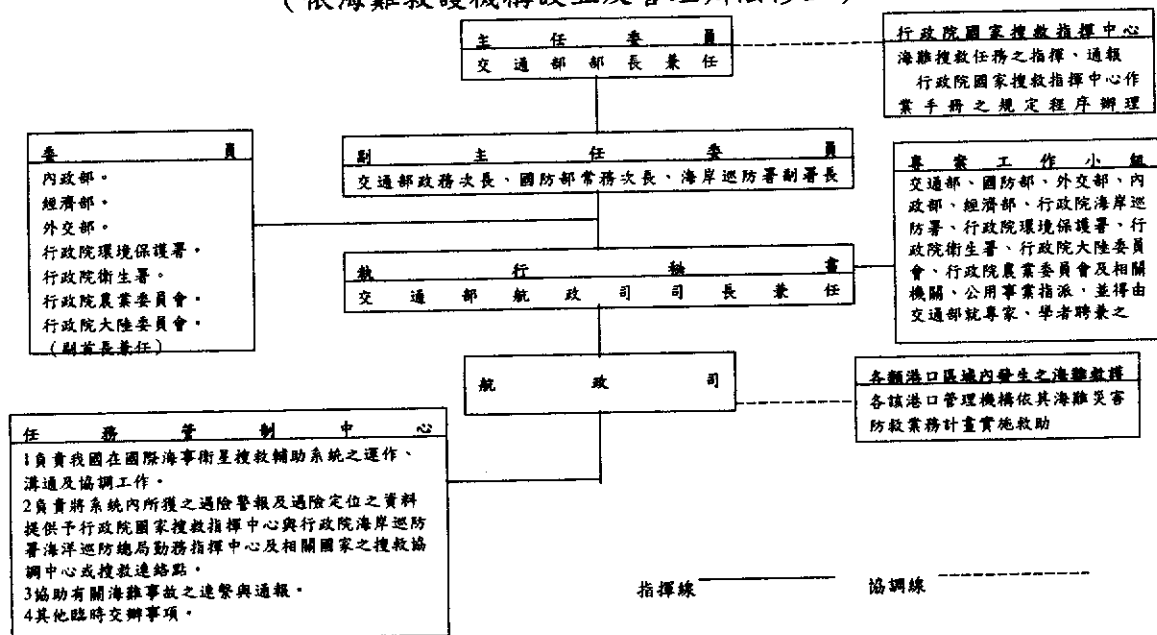 (依海難救護機構設立及管理辦法
主任委員
交通部部長兼任
行政院國家搜救指揮中心
海難搜救任務之指揮、通報
行政院國家搜救指揮中心作
業手冊之規定程序辦理
委員
內政部。
經濟部。
外交部。
行政院環境保護署。
行政院衛生署。
行政院農業委員會。
行政院大陸委員會。
(副首長兼任)
副主任委員
交通部政務次長、國防部常務次長、海岸巡防署副署長
專案工作小組
交通部、國防部、外交部、內
政部、經濟部、行政院海岸巡
防署、行政院環境保護署、行
政院衛生署、行政院大陸委員
會、行政院農業委員會及相關
機關、公用事業指派,並得由
交通部就專家、學者聘兼之
執行秘書
交通部航政司司長兼任
航政司
各類港口區域內發生之海難救護
各該港口管理機構依其海難災害
防救業務計畫實施救助
任務管制中心
1負責我國在國際海事衛星搜救輔助系統之運作、
溝通及協調工作。
2負責將系統內所獲之遇險警報及遇險定位之資料
提供予行政院國家搜救指揮中心與行政院海岸巡防
署海洋巡防總局勤務指揮中心及相關國家之搜救協
調中心或搜救連絡點。
3協助有關海難事故之連繫與通報。
4其他臨時交辦事項。
指揮線
協調線